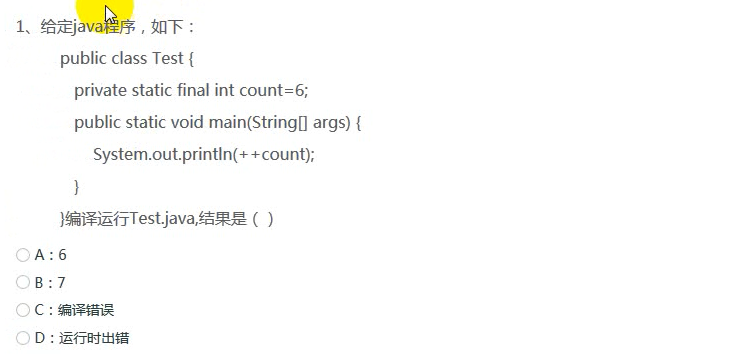 1、给定java程序，如下：
public class Test {
private static final int count=6;
public static void main(String[] args) {
System.out.println(++count);
}
}编译运行Test.java,结果是（ ）
A：6
B：7
C：编译错误
D：运行时出错